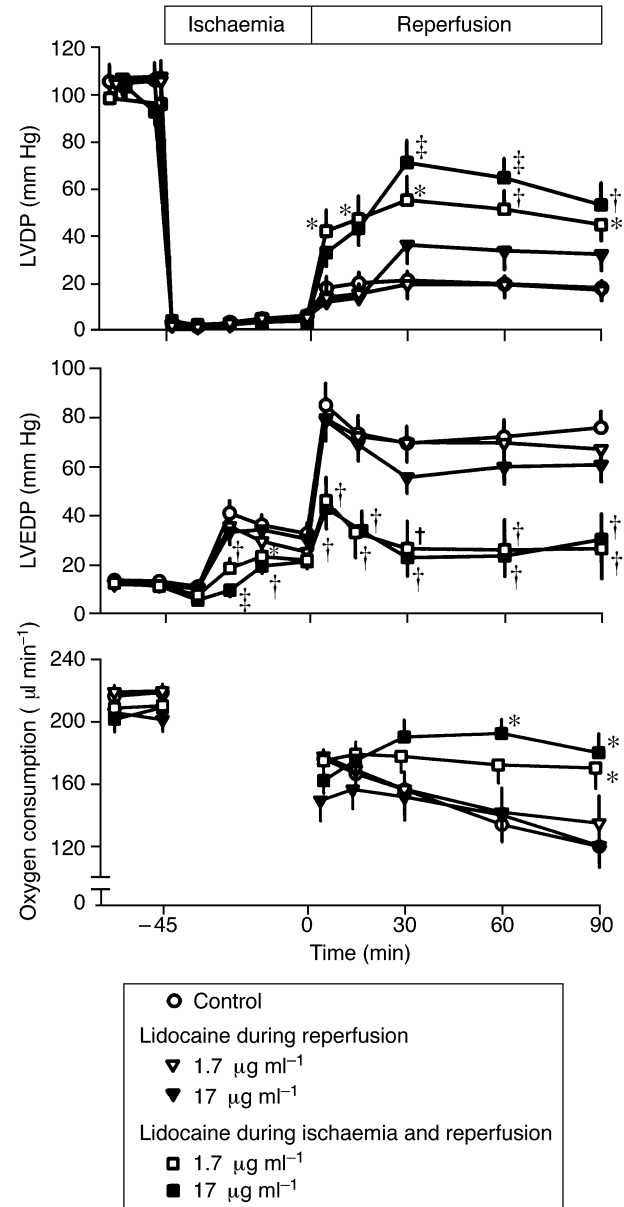 Ischaemia Reperfusion
LVDP (mm Hg)
120
100
80
60
40
20
0
* * ‡ * ‡ † † *
LVEDP (mm Hg)
100
80
60
40
20
0
† ‡ * † † † † † † † † † † †
Oxygen consumption ( μl min⁻¹)
240
200
160
120
0
* * *
−45 0 30 60 90
Time (min)
Control
Lidocaine during reperfusion
1.7 μg ml⁻¹
17 μg ml⁻¹
Lidocaine during ischaemia and reperfusion
1.7 μg ml⁻¹
17 μg ml⁻¹